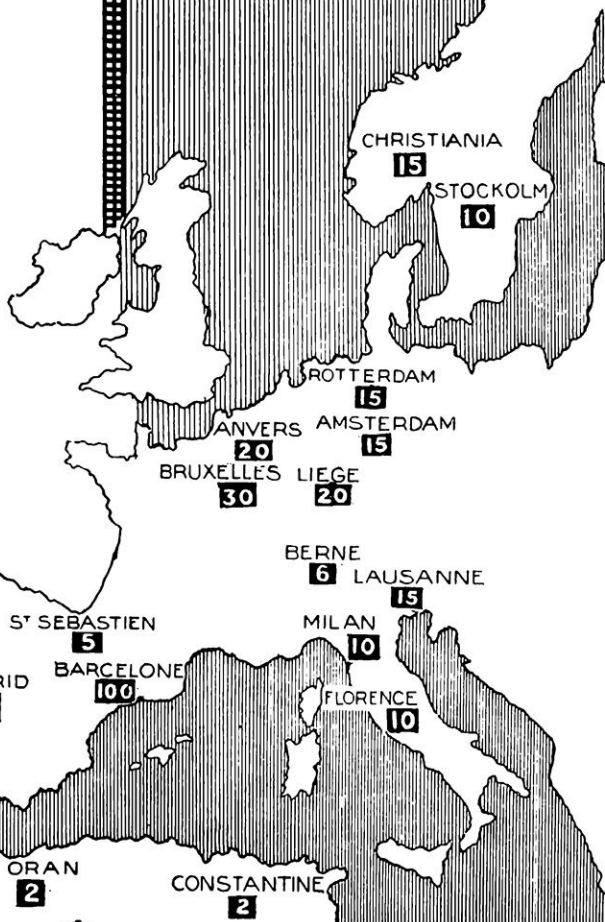 CHRISTIANIA
15
STOCKOLM
10
ROTTERDAM
15
ANVERS
20
AMSTERDAM
15
BRUXELLES
30
LIEGE
20
BERNE
6
LAUSANNE
15
ST SEBASTIEN
5
MILAN
10
BARCELONE
100
RID
FLORENCE
10
ORAN
2
CONSTANTINE
2